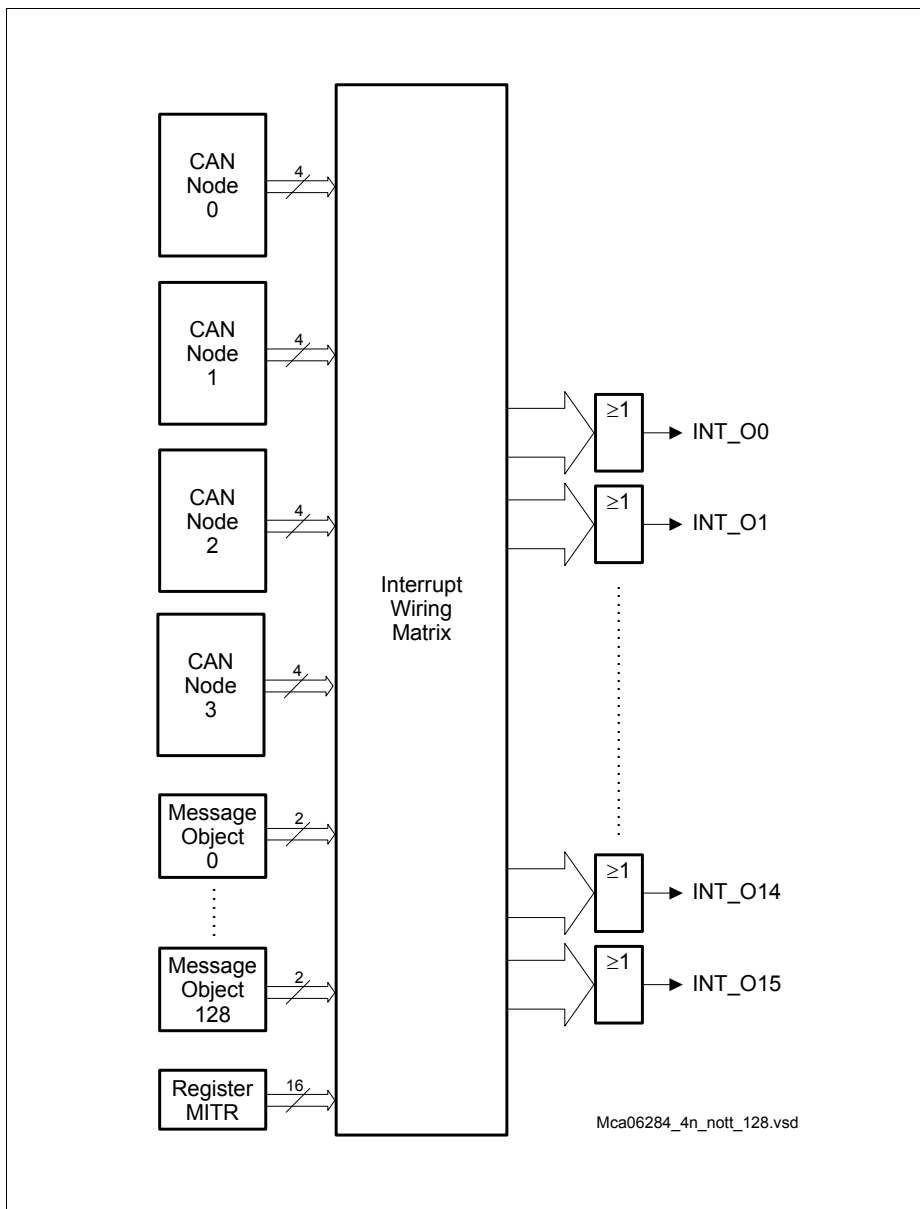 CAN
Node
0
4
CAN
Node
1
4
CAN
Node
2
4
CAN
Node
3
4
Message
Object
0
2
Message
Object
128
2
Register
MITR
16
Interrupt
Wiring
Matrix
≥1
INT_O0
≥1
INT_O1
≥1
INT_O14
≥1
INT_O15
Mca06284_4n_nott_128.vsd